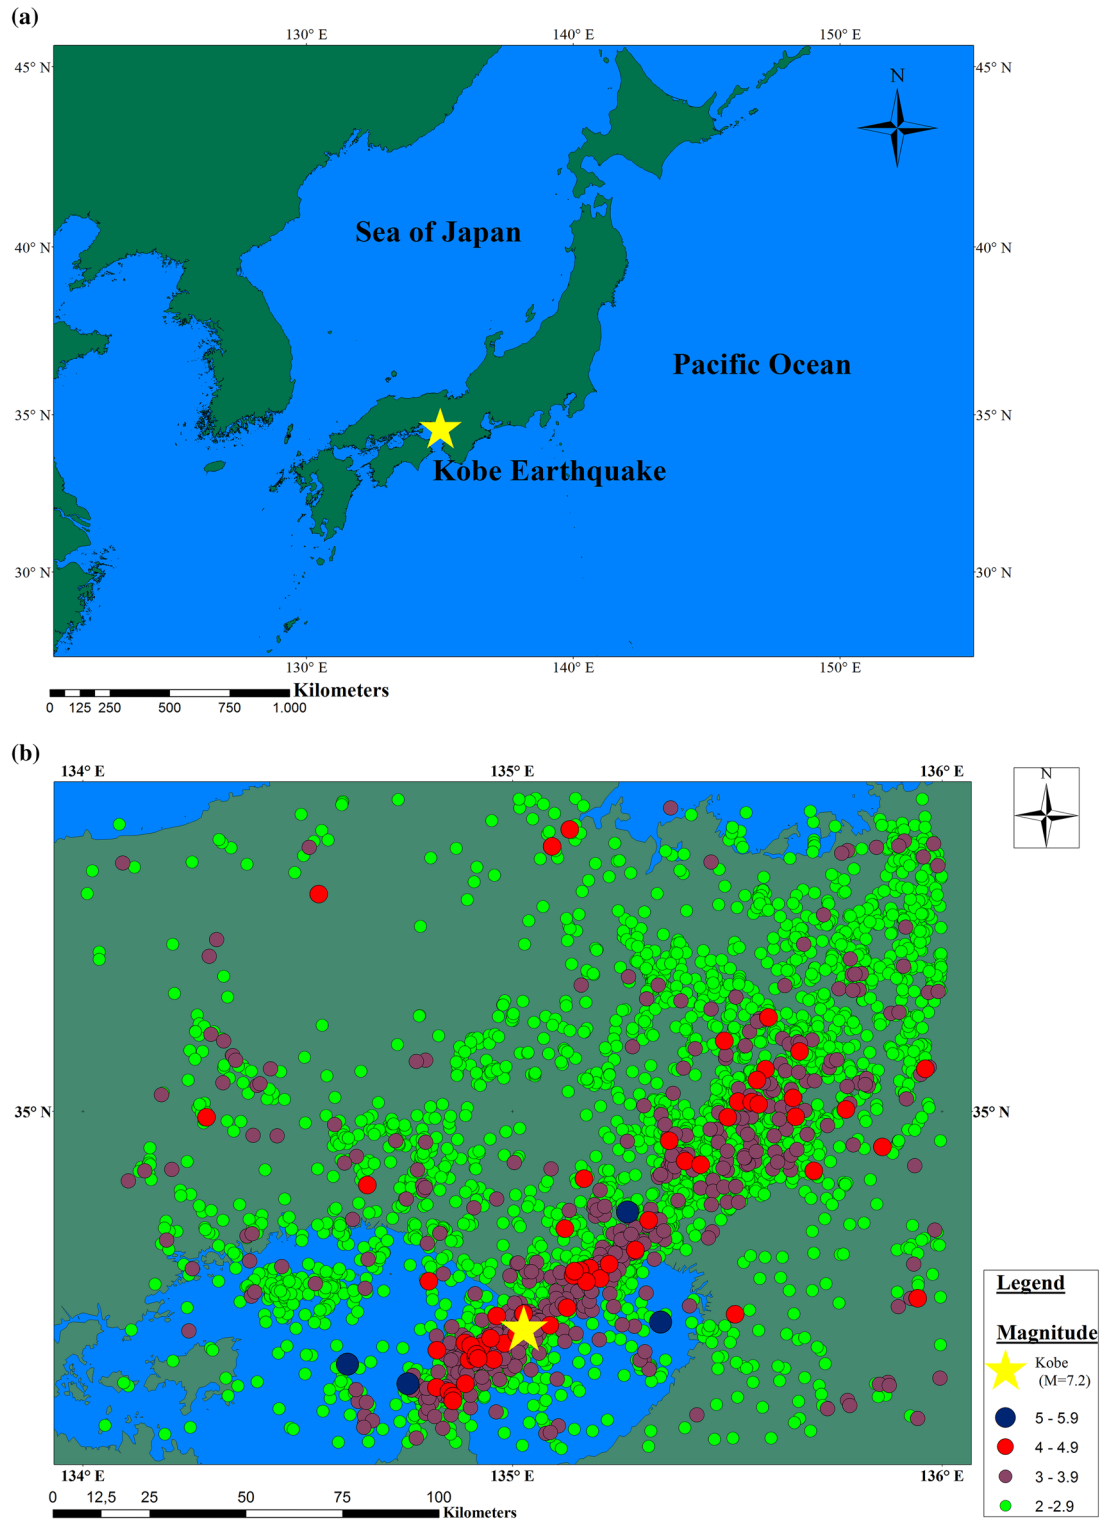 (a)
130° E 140° E 150° E
45° N 45° N
N
Sea of Japan
40° N 40° N
Pacific Ocean
35° N 35° N
Kobe Earthquake
30° N 30° N
130° E 140° E 150° E
Kilometers
0 125 250 500 750 1.000
(b)
134° E 135° E 136° E
N
35° N 35° N
Legend
Magnitude
Kobe
(M=7.2)
5 - 5.9
4 - 4.9
3 - 3.9
2 -2.9
134° E 135° E 136° E
0 12,5 25 50 75 100
Kilometers